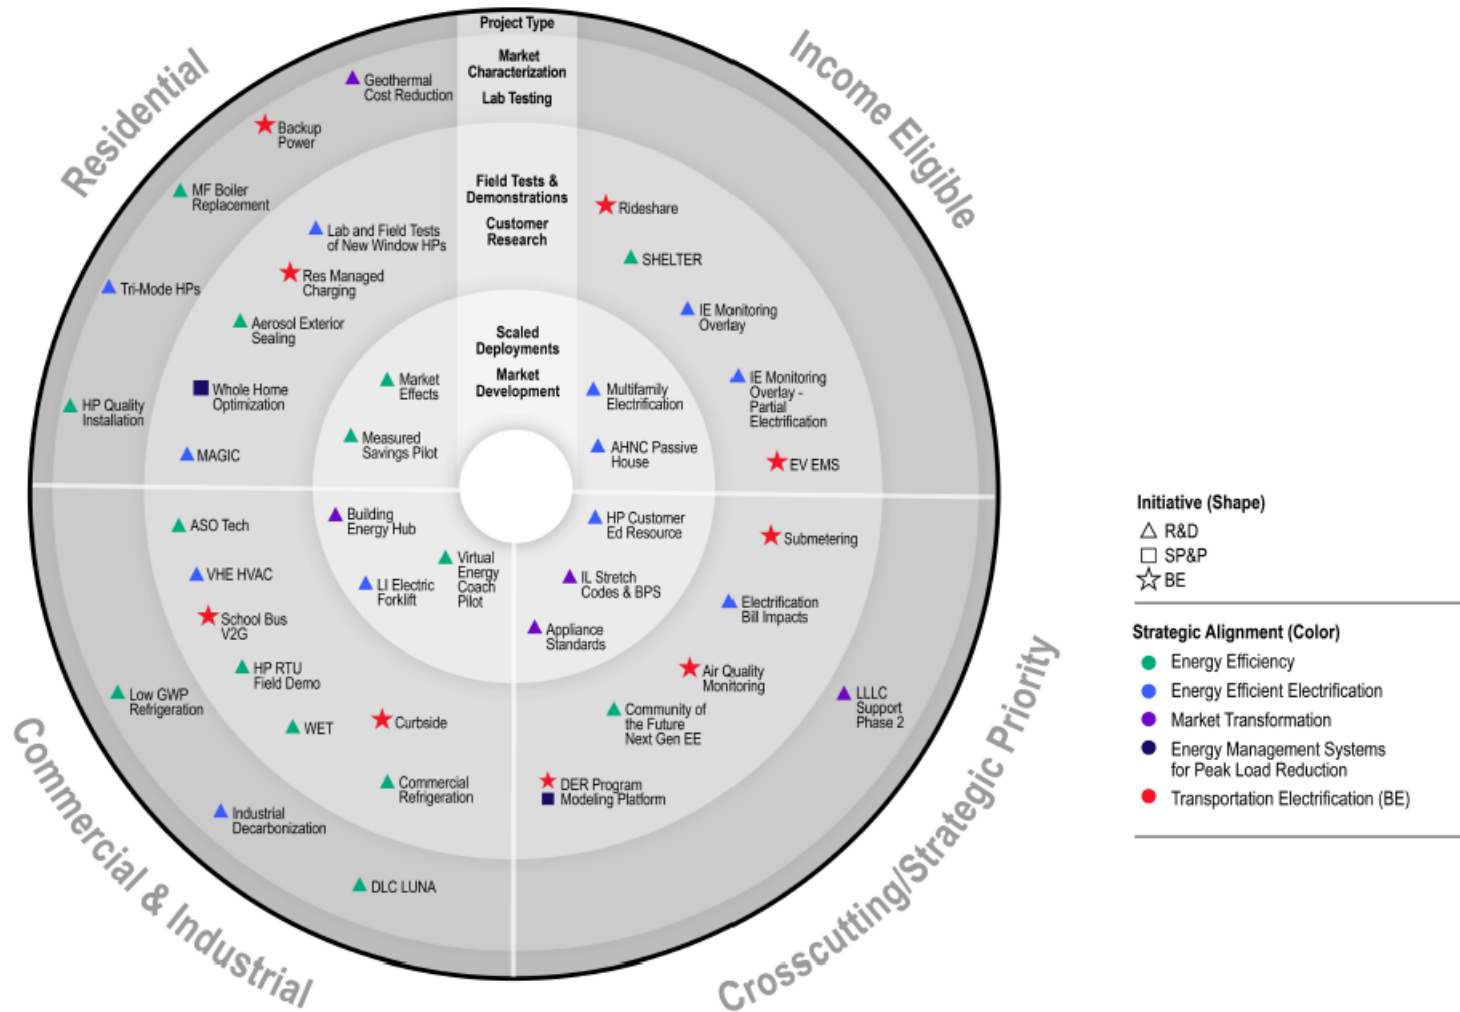 Project Type
Market
Characterization
Lab Testing
Field Tests &
Demonstrations
Customer
Research
Scaled
Deployments
Market
Development
Residential
Geothermal
Cost Reduction
Backup
Power
MF Boiler
Replacement
Lab and Field Tests
of New Window HPs
Res Managed
Charging
Tri-Mode HPs
Aerosol Exterior
Sealing
Whole Home
Optimization
HP Quality
Installation
MAGIC
Market
Effects
Measured
Savings Pilot
Income Eligible
Rideshare
SHELTER
IE Monitoring
Overlay
IE Monitoring
Overlay -
Partial
Electrification
Multifamily
Electrification
AHNC Passive
House
EV EMS
Commercial & Industrial
Building
Energy Hub
ASO Tech
Virtual
Energy
Coach
Pilot
VHE HVAC
LI Electric
Forklift
School Bus
V2G
HP RTU
Field Demo
Low GWP
Refrigeration
WET
Curbside
Commercial
Refrigeration
Industrial
Decarbonization
DLC LUNA
Crosscutting/Strategic Priority
HP Customer
Ed Resource
Submetering
IL Stretch
Codes & BPS
Electrification
Bill Impacts
Appliance
Standards
Air Quality
Monitoring
LLLC
Support
Phase 2
Community of
the Future
Next Gen EE
DER Program
Modeling Platform
Initiative (Shape)
R&D
SP&P
BE
Strategic Alignment (Color)
Energy Efficiency
Energy Efficient Electrification
Market Transformation
Energy Management Systems
for Peak Load Reduction
Transportation Electrification (BE)